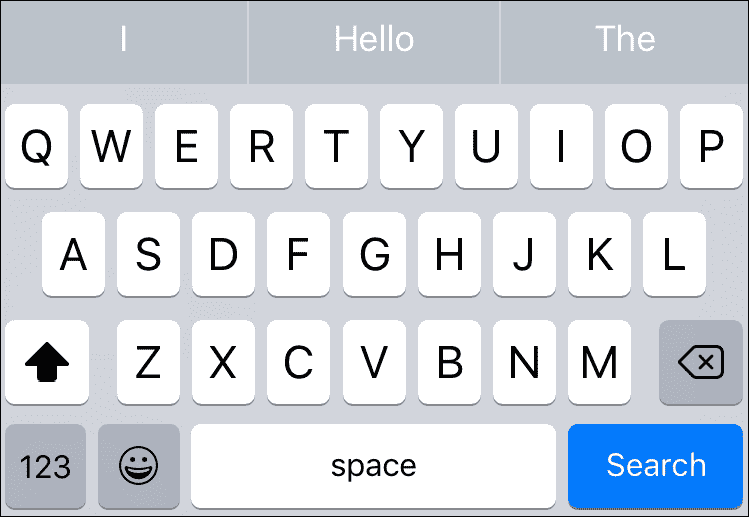 I Hello The
Q W E R T Y U I O P
A S D F G H J K L
Z X C V B N M
123 space Search